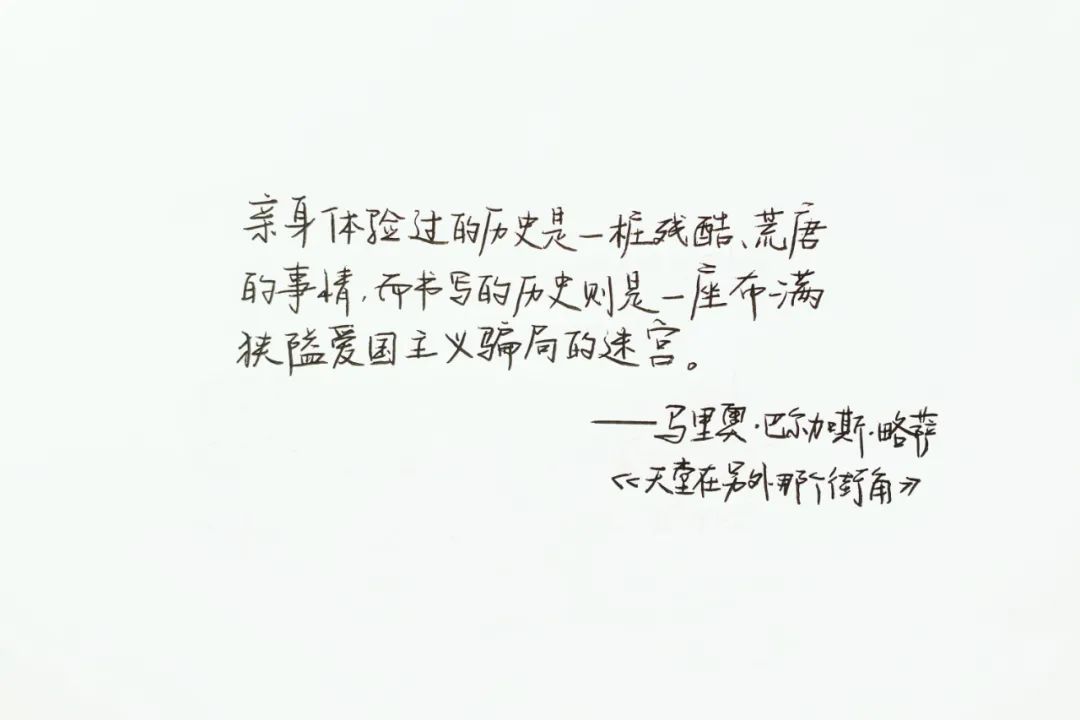 亲身体验过的历史是一桩残酷、荒唐
的事情，而书写的历史则是一座布满
狭隘爱国主义骗局的迷宫。
——马里奥·巴尔加斯·略萨
《天堂在另外那个街角》